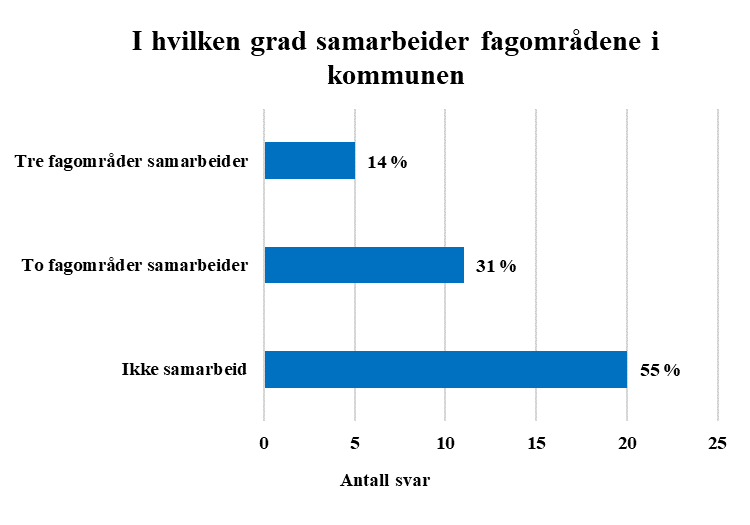 I hvilken grad samarbeider fagområdene i
kommunen
Tre fagområder samarbeider
14 %
To fagområder samarbeider
31 %
Ikke samarbeid
55 %
0 5 10 15 20 25
Antall svar